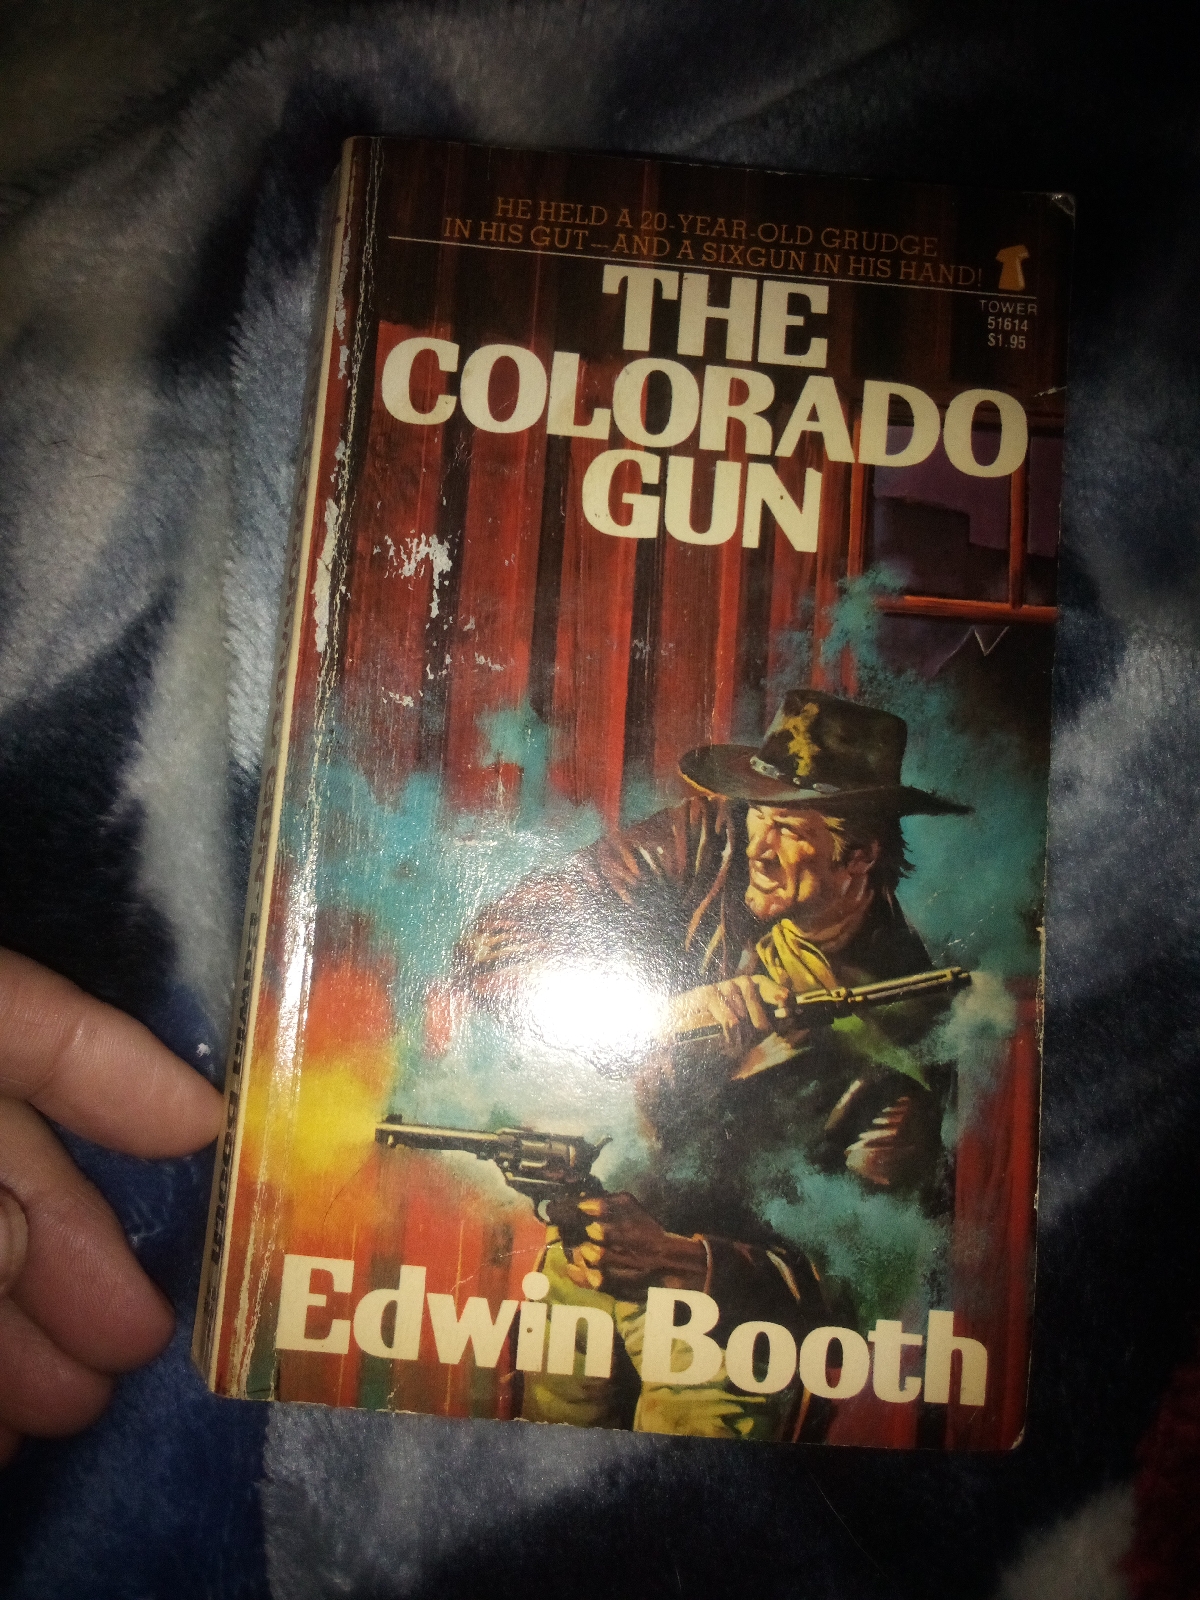 HE HELD A 20-YEAR-OLD GRUDGE
IN HIS GUT--AND A SIXGUN IN HIS HAND!
TOWER
51614
$1.95
THE
COLORADO
GUN
Edwin Booth